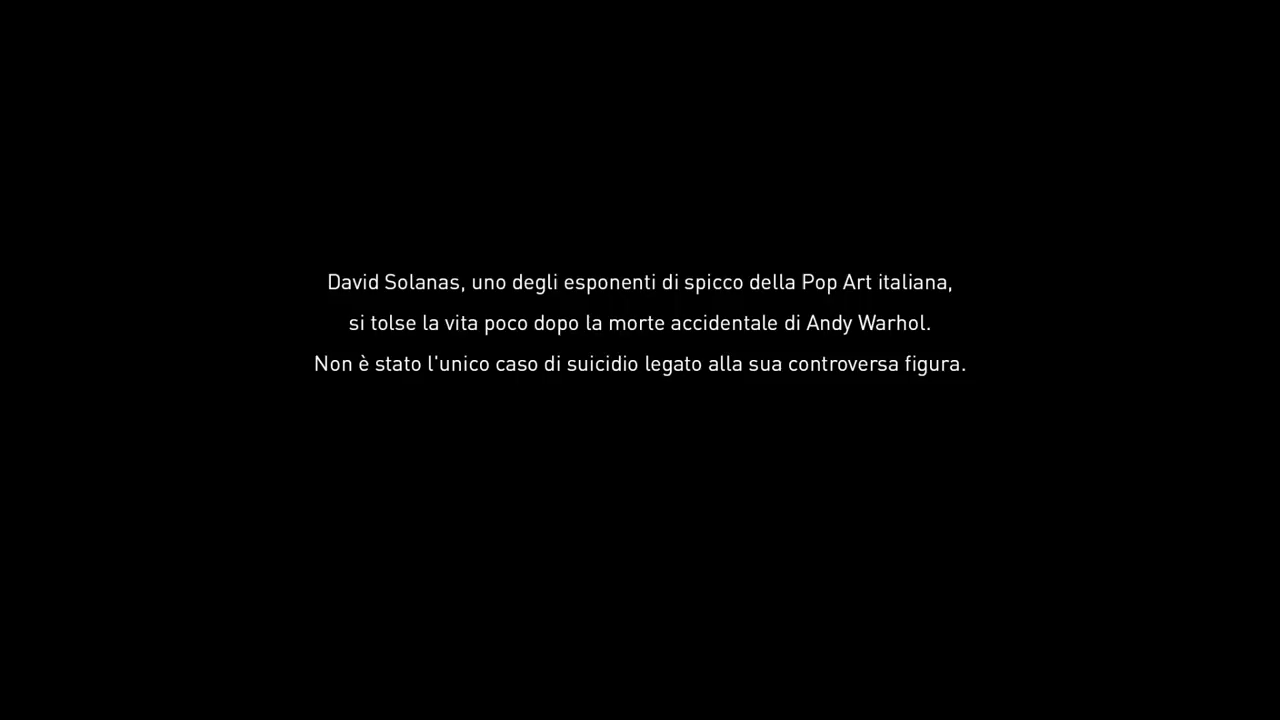 David Solanas, uno degli esponenti di spicco della Pop Art italiana,
si tolse la vita poco dopo la morte accidentale di Andy Warhol.
Non è stato l'unico caso di suicidio legato alla sua controversa figura.